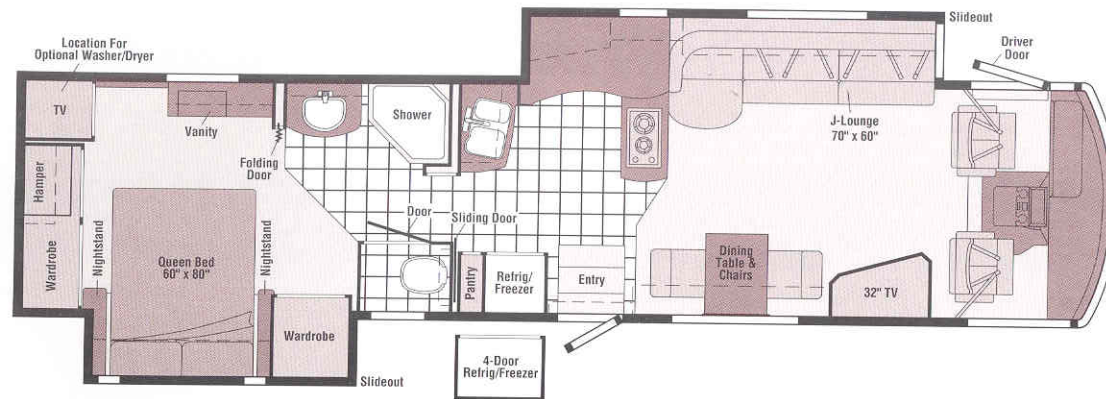 Location For
Optional Washer/Dryer
TV
Vanity
Folding
Door
Shower
Slideout
Driver
Door
J-Lounge
70" x 60"
Hamper
Wardrobe
Nightstand
Queen Bed
60" x 80"
Nightstand
Wardrobe
Door
Sliding Door
Pantry
Refrig/
Freezer
Entry
Dining
Table &
Chairs
32" TV
4-Door
Refrig/Freezer
Slideout